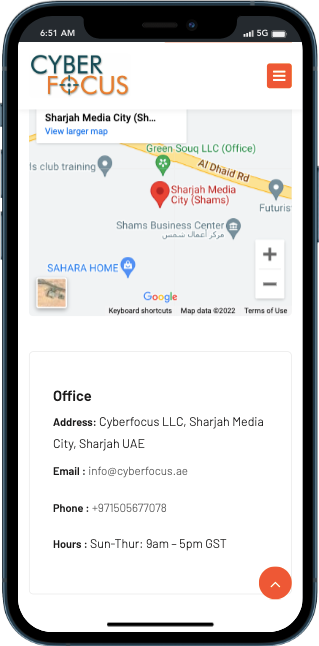 6:51 AM
5G
CYBER
FOCUS
Sharjah Media City (Sh...
View larger map
Green Souq LLC (Office)
Al Dhaid Rd
ls club training
Sharjah Media
City (Shams)
Futuris
Shams Business Center
مركز أعمال شمس
SAHARA HOME
+
−
Google
Keyboard shortcuts
Map data ©2022
Terms of Use
Office
Address: Cyberfocus LLC, Sharjah Media
City, Sharjah UAE
Email : info@cyberfocus.ae
Phone : +971505677078
Hours : Sun-Thur: 9am – 5pm GST